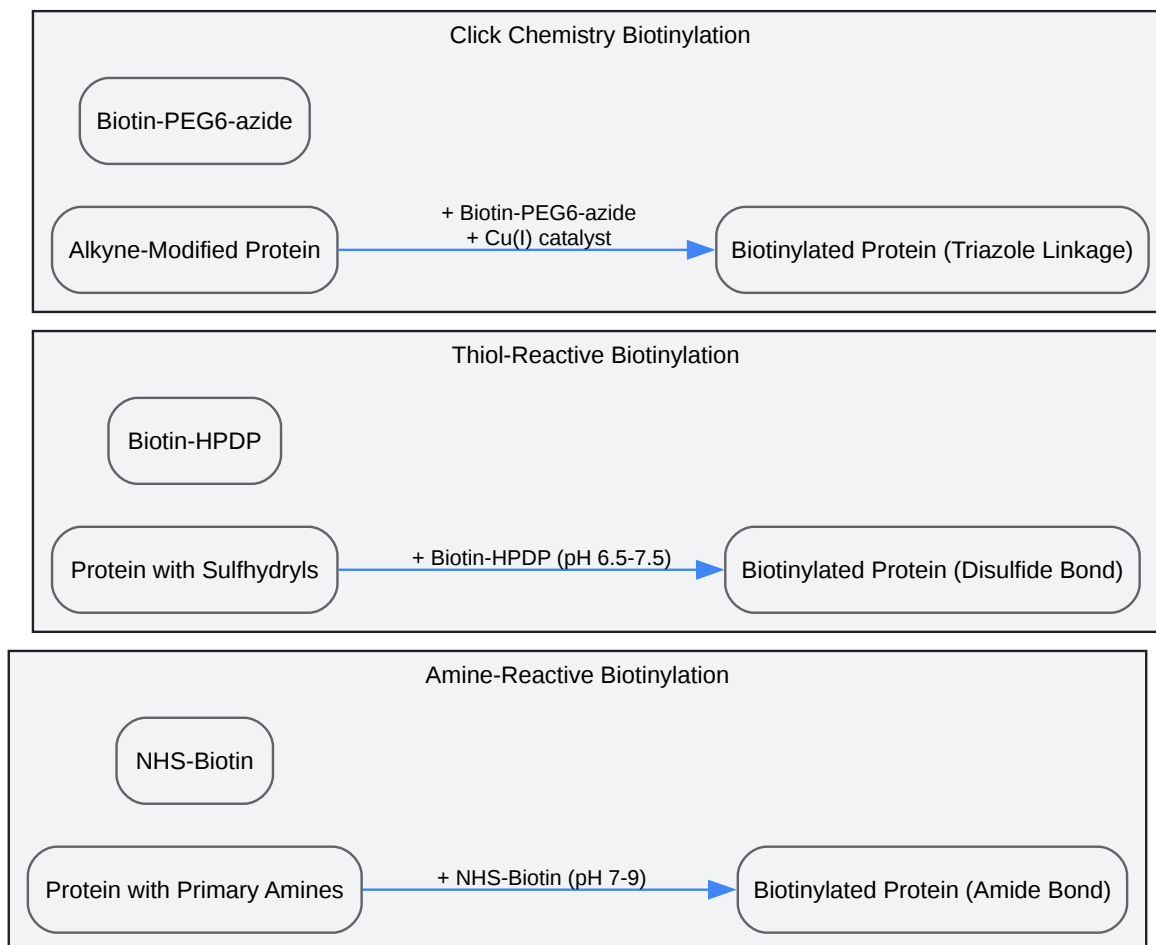 Click Chemistry Biotinylation
Biotin-PEG6-azide
+ Biotin-PEG6-azide
+ Cu(I) catalyst
Alkyne-Modified Protein
Biotinylated Protein (Triazole Linkage)
Thiol-Reactive Biotinylation
Biotin-HPDP
Protein with Sulfhydryls
+ Biotin-HPDP (pH 6.5-7.5)
Biotinylated Protein (Disulfide Bond)
Amine-Reactive Biotinylation
NHS-Biotin
Protein with Primary Amines
+ NHS-Biotin (pH 7-9)
Biotinylated Protein (Amide Bond)